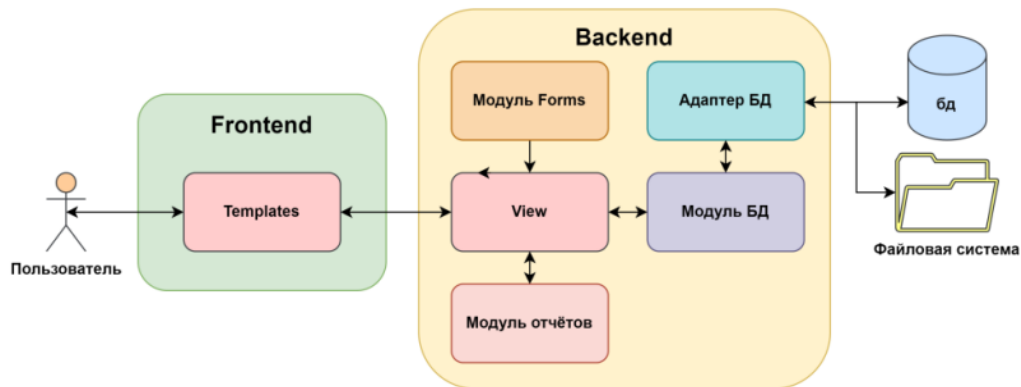 Backend
Frontend
Модуль Forms
Адаптер БД
бд
Templates
View
Модуль БД
Файловая система
Пользователь
Модуль отчётов